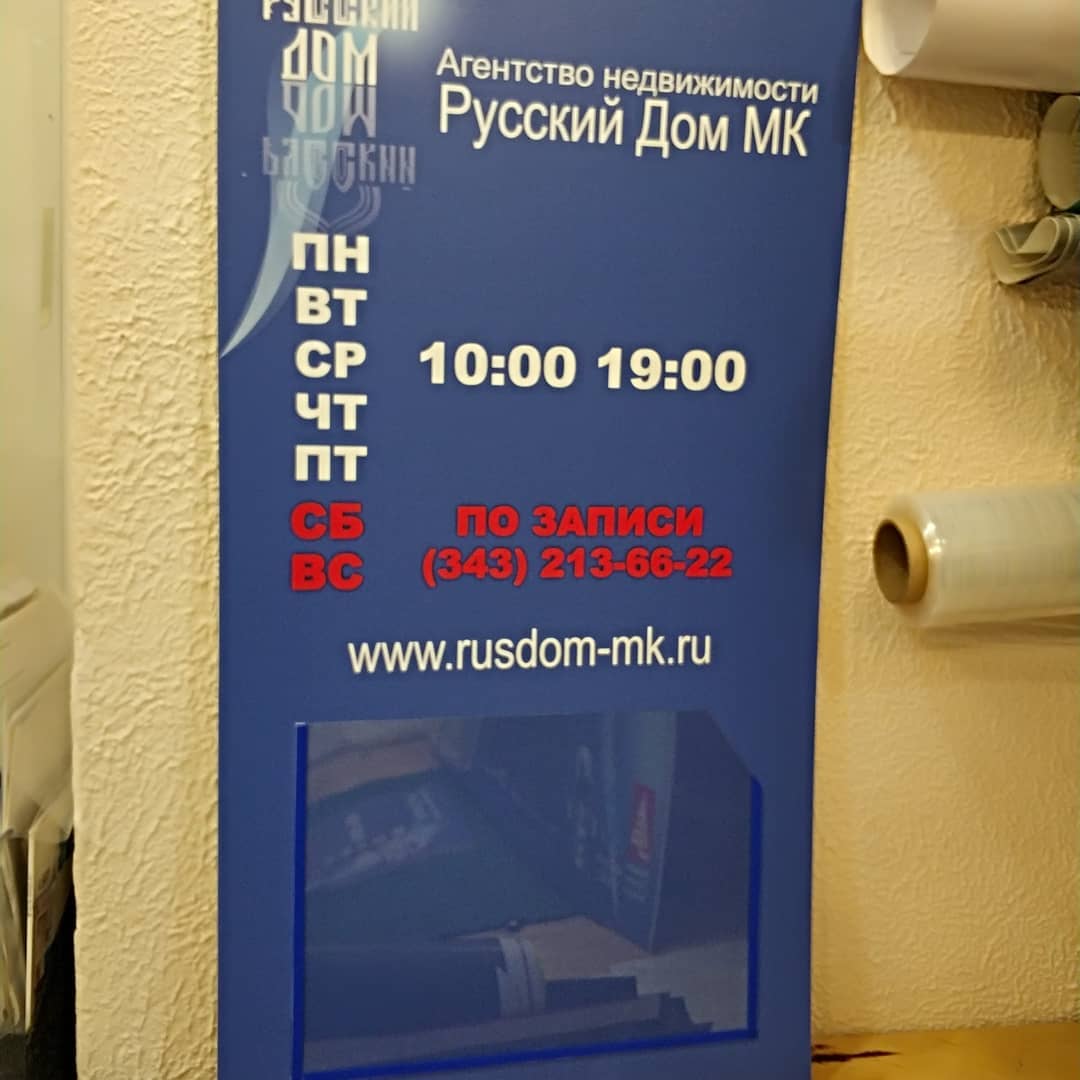 РУССКИЙ
ДОМ
Агентство недвижимости
Русский Дом МК
ПН
ВТ
СР
ЧТ
ПТ
10:00 19:00
СБ
ВС
ПО ЗАПИСИ
(343) 213-66-22
www.rusdom-mk.ru